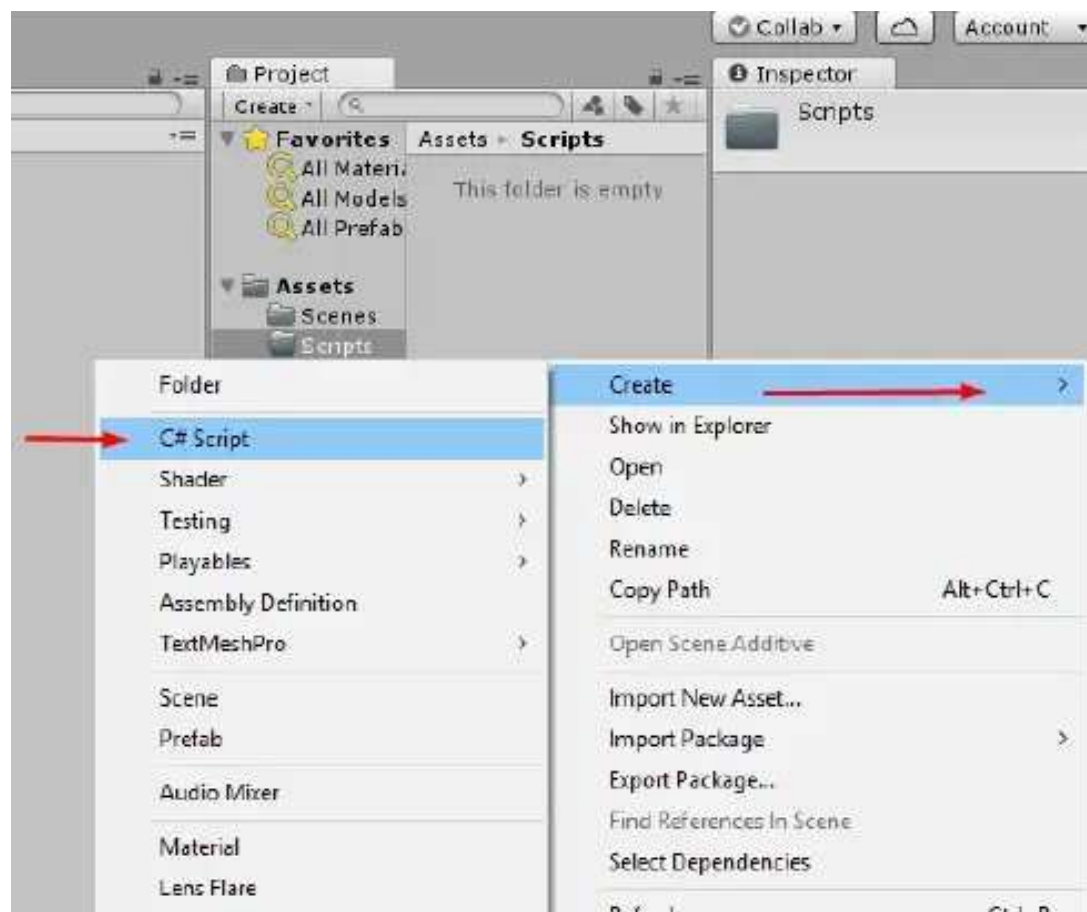 Collab
Account
Project
Inspector
Create
Scripts
Favorites
Assets Scripts
All Materi
This folder is empty
All Models
All Prefab
Assets
Scenes
Scripts
Folder
C# Script
Shader
Testing
Playables
Assembly Definition
TextMeshPro
Scene
Prefab
Audio Mixer
Material
Lens Flare
Create
Show in Explorer
Open
Delete
Rename
Copy Path Alt+Ctrl+C
Open Scene Additive
Import New Asset...
Import Package
Export Package...
Find References In Scene
Select Dependencies